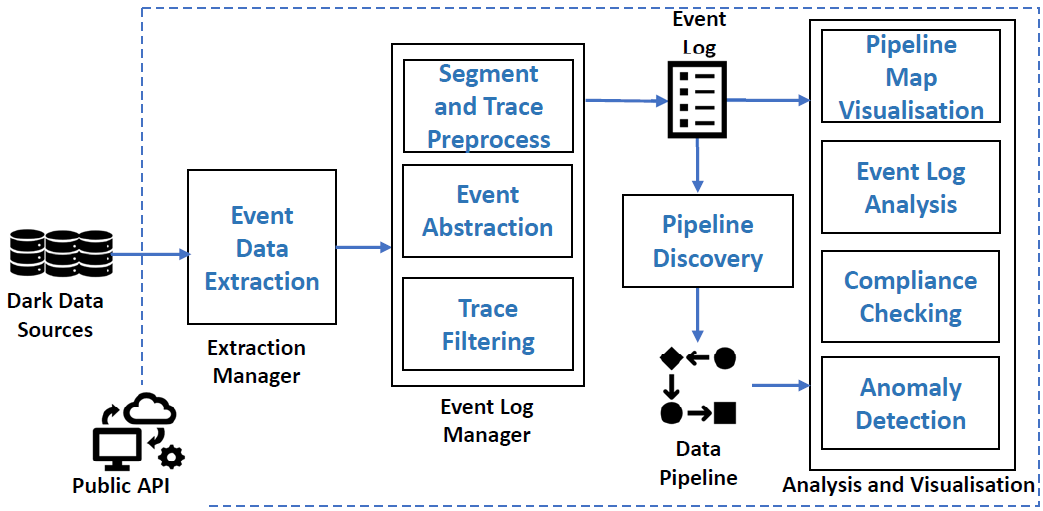 Dark Data
Sources
Public API
Event
Data
Extraction
Extraction
Manager
Segment
and Trace
Preprocess
Event
Abstraction
Trace
Filtering
Event Log
Manager
Event
Log
Pipeline
Discovery
Data
Pipeline
Pipeline
Map
Visualisation
Event Log
Analysis
Compliance
Checking
Anomaly
Detection
Analysis and Visualisation